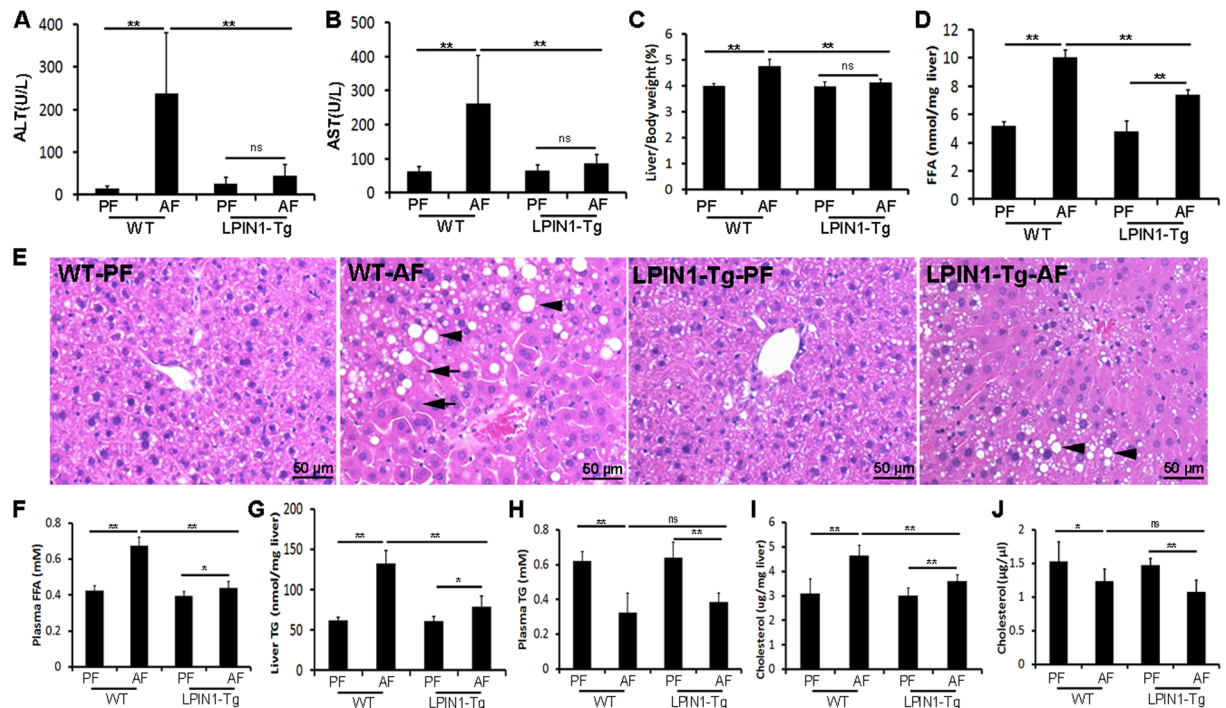 A
ALT(U/L)
400
300
200
100
0
**
**
ns
PF
AF
PF
AF
WT
LPIN1-Tg
B
AST(U/L)
500
400
300
200
100
0
**
**
ns
PF
AF
PF
AF
WT
LPIN1-Tg
C
Liver/Body weight (%)
6
5
4
3
2
1
0
**
**
ns
PF
AF
PF
AF
WT
LPIN1-Tg
D
FFA (nmol/mg liver)
12
10
8
6
4
2
0
**
**
**
PF
AF
PF
AF
WT
LPIN1-Tg
E
WT-PF
50 µm
WT-AF
50 µm
LPIN1-Tg-PF
50 µm
LPIN1-Tg-AF
50 µm
F
Plasma FFA (mM)
0.8
0.6
0.4
0.2
0
**
**
*
PF
AF
PF
AF
WT
LPIN1-Tg
G
Liver TG (nmol/mg liver)
200
150
100
50
0
**
**
*
PF
AF
PF
AF
WT
LPIN1-Tg
H
Plasma TG (mM)
0.8
0.6
0.4
0.2
0
**
ns
**
PF
AF
PF
AF
WT
LPIN1-Tg
I
Cholesterol (ug/mg liver)
6
5
4
3
2
1
0
**
**
**
PF
AF
PF
AF
WT
LPIN1-Tg
J
Cholesterol (µg/µl)
2
1.5
1
0.5
0
*
ns
**
PF
AF
PF
AF
WT
LPIN1-Tg